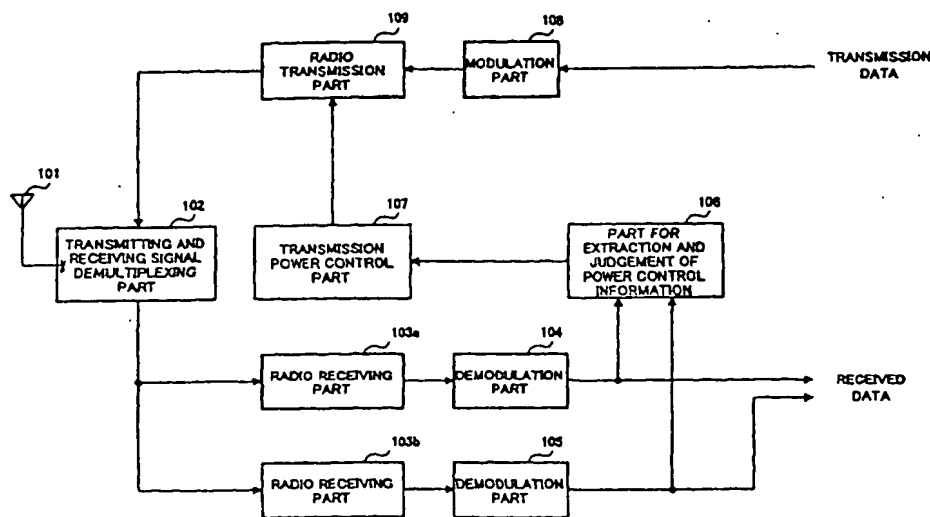 109
RADIO
TRANSMISSION
PART
108
MODULATION
PART
TRANSMISSION
DATA
101
102
TRANSMITTING AND
RECEIVING SIGNAL
DEMULTIPLEXING
PART
107
TRANSMISSION
POWER CONTROL
PART
106
PART FOR
EXTRACTION AND
JUDGEMENT OF
POWER CONTROL
INFORMATION
103a
RADIO RECEIVING
PART
104
DEMODULATION
PART
RECEIVED
DATA
103b
RADIO RECEIVING
PART
105
DEMODULATION
PART